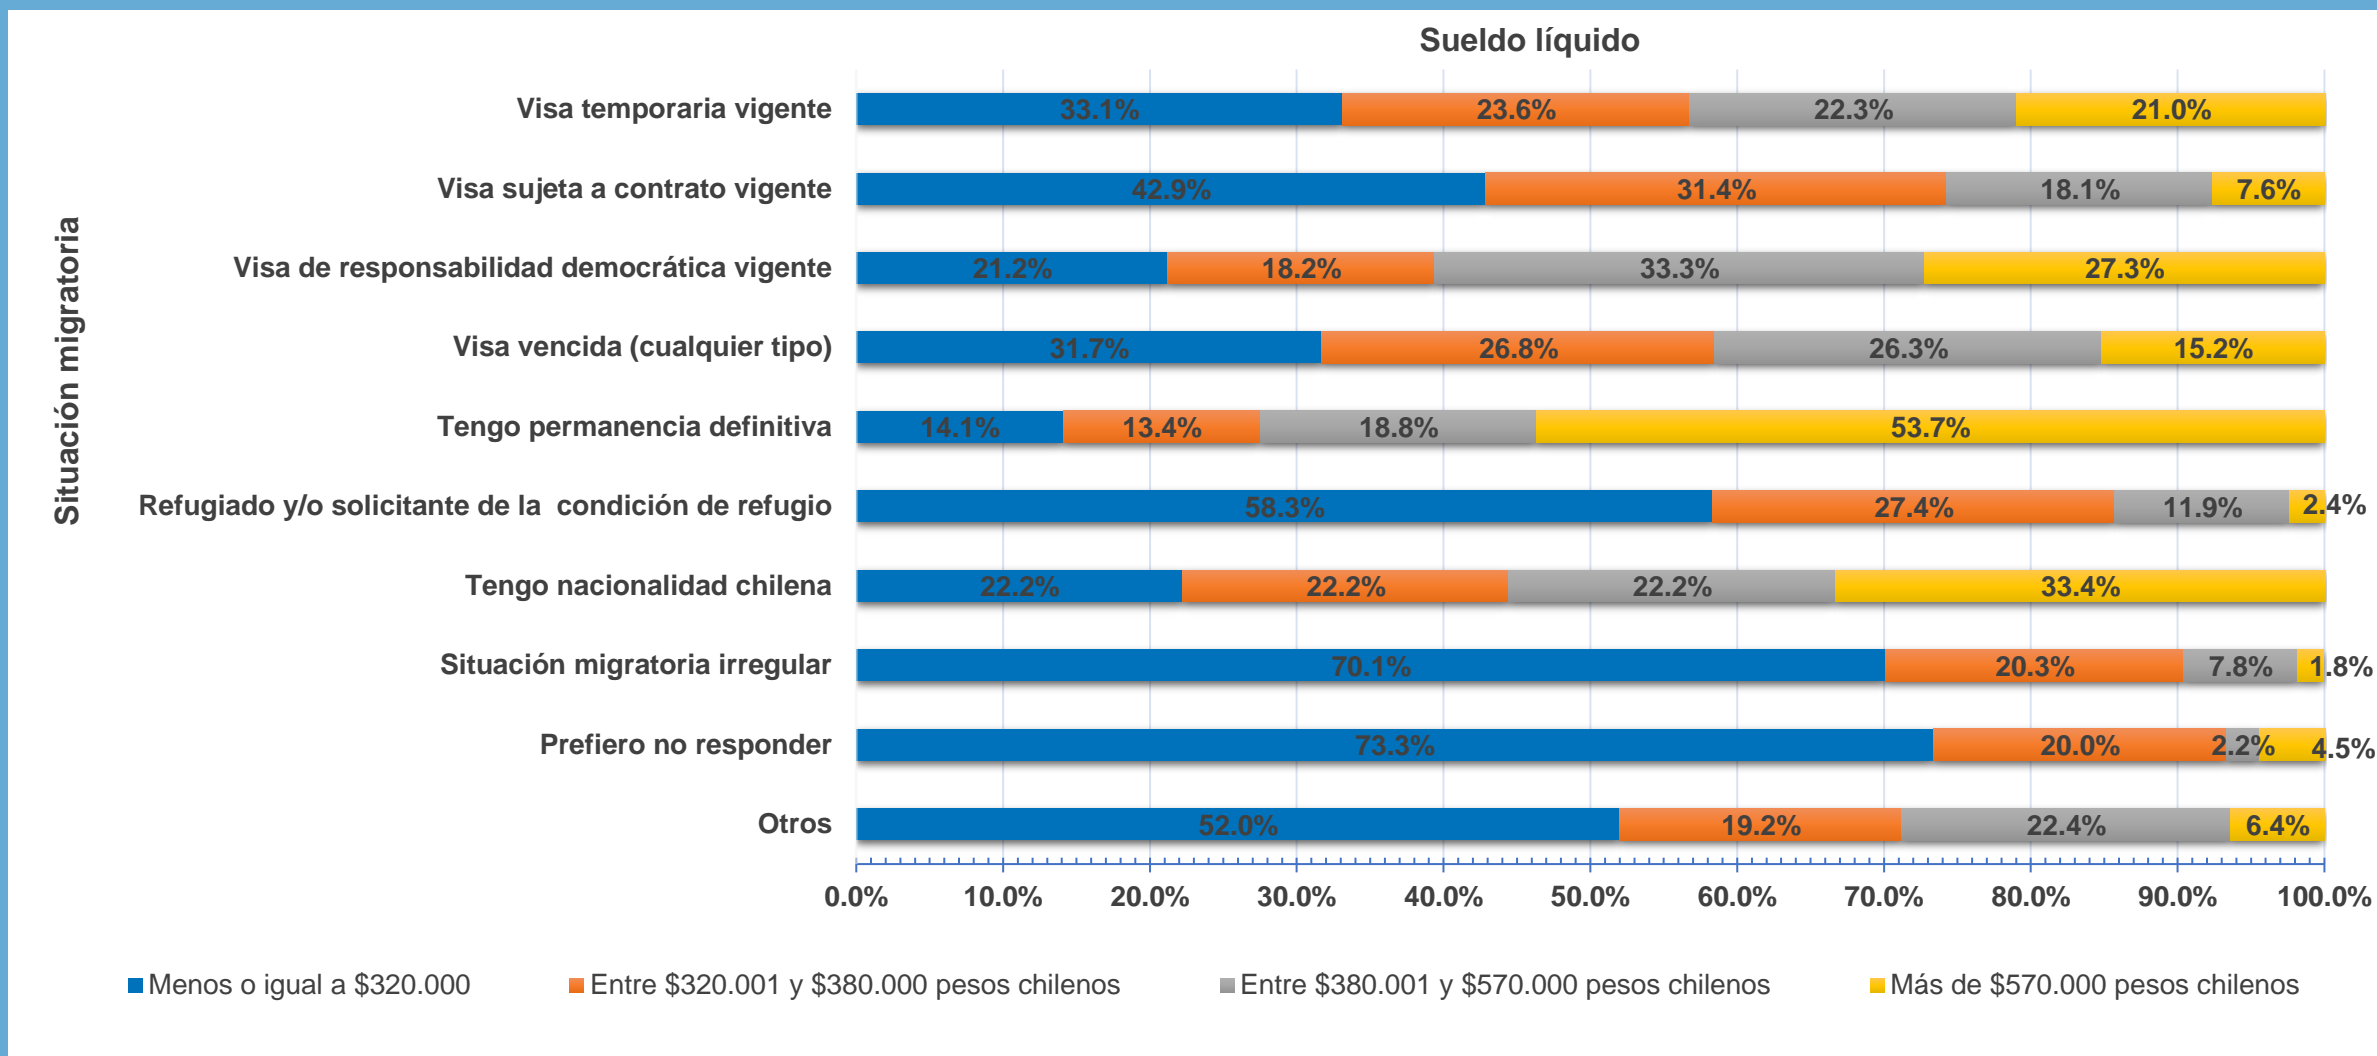 Sueldo líquido
Situación migratoria
Visa temporaria vigente
33.1% 23.6% 22.3% 21.0%
Visa sujeta a contrato vigente
42.9% 31.4% 18.1% 7.6%
Visa de responsabilidad democrática vigente
21.2% 18.2% 33.3% 27.3%
Visa vencida (cualquier tipo)
31.7% 26.8% 26.3% 15.2%
Tengo permanencia definitiva
14.1% 13.4% 18.8% 53.7%
Refugiado y/o solicitante de la  condición de refugio
58.3% 27.4% 11.9% 2.4%
Tengo nacionalidad chilena
22.2% 22.2% 22.2% 33.4%
Situación migratoria irregular
70.1% 20.3% 7.8% 1.8%
Prefiero no responder
73.3% 20.0% 2.2% 4.5%
Otros
52.0% 19.2% 22.4% 6.4%
0.0% 10.0% 20.0% 30.0% 40.0% 50.0% 60.0% 70.0% 80.0% 90.0% 100.0%
Menos o igual a $320.000
Entre $320.001 y $380.000 pesos chilenos
Entre $380.001 y $570.000 pesos chilenos
Más de $570.000 pesos chilenos